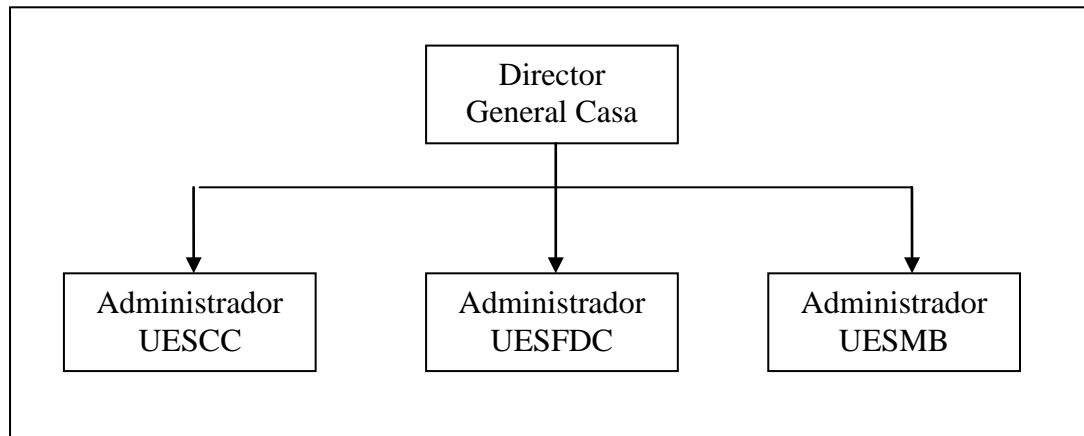 Director
General Casa
Administrador
UESCC
Administrador
UESFDC
Administrador
UESMB